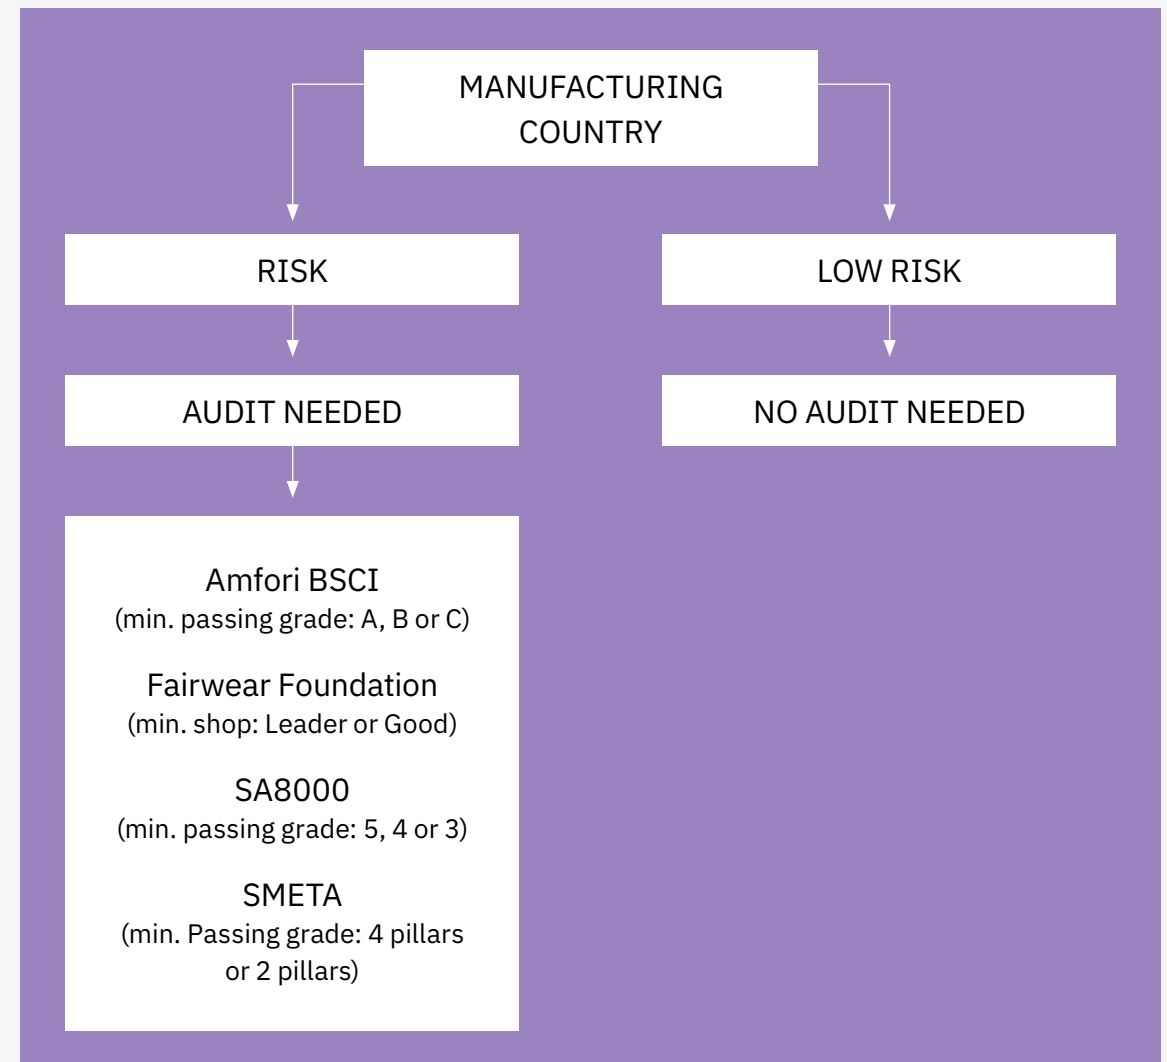 MANUFACTURING
COUNTRY
RISK
LOW RISK
AUDIT NEEDED
NO AUDIT NEEDED
Amfori BSCI
(min. passing grade: A, B or C)
Fairwear Foundation
(min. shop: Leader or Good)
SA8000
(min. passing grade: 5, 4 or 3)
SMETA
(min. Passing grade: 4 pillars
or 2 pillars)